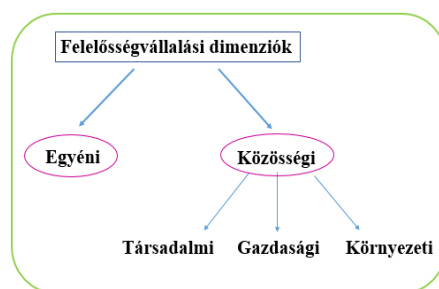 Felelősségvállalási dimenziók
Egyéni Közösségi
Társadalmi Gazdasági Környezeti